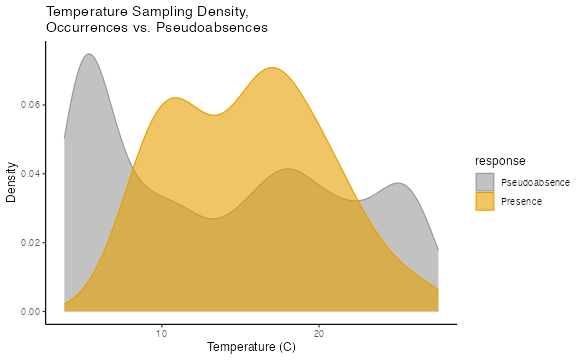 Temperature Sampling Density,
Occurrences vs. Pseudoabsences
Density
0.06
0.04
0.02
0.00
10
20
Temperature (C)
response
Pseudoabsence
Presence